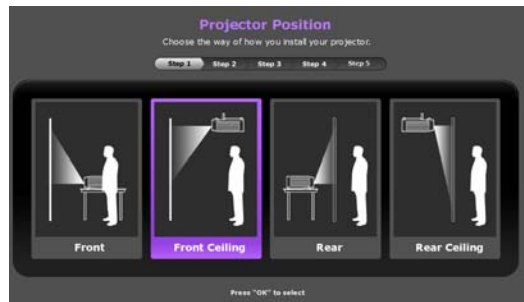 Projector Position
Choose the way of how you install your projector.
Step 1 Step 2 Step 3 Step 4 Step 5
Front Front Ceiling Rear Rear Ceiling
Press "OK" to select